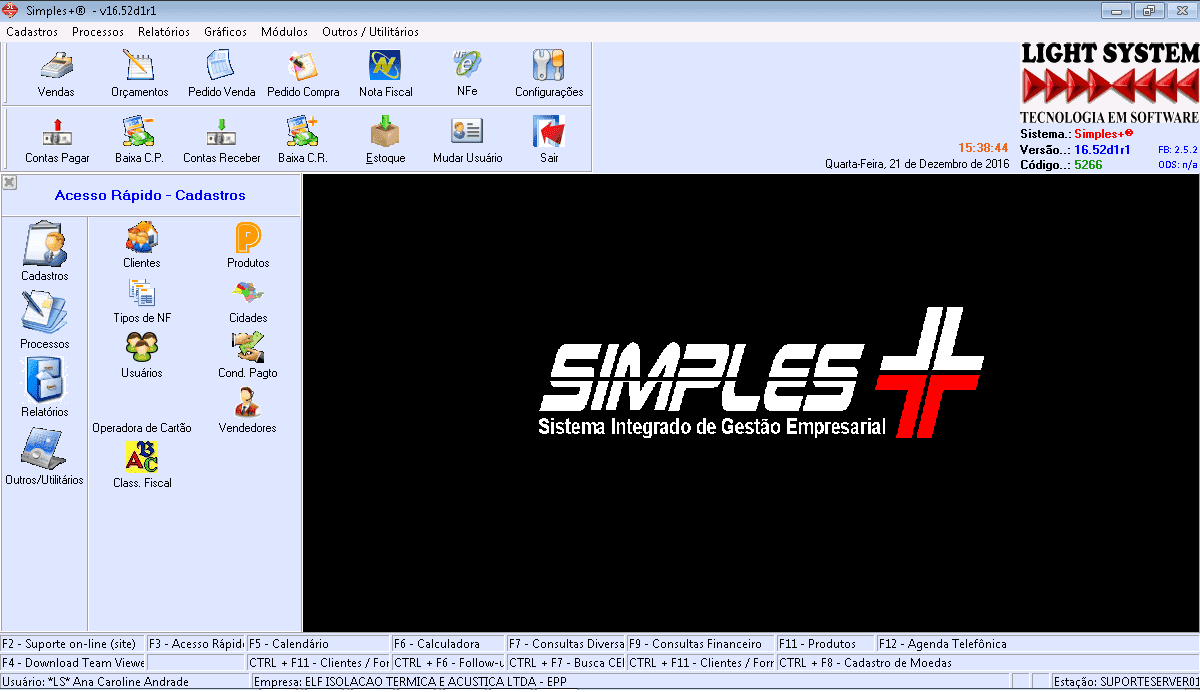 Simples+® - v16.52d1r1
Cadastros Processos Relatórios Gráficos Módulos Outros / Utilitários
Vendas Orçamentos Pedido Venda Pedido Compra Nota Fiscal NFe Configurações
Contas Pagar Baixa C.P. Contas Receber Baixa C.R. Estoque Mudar Usuário Sair
15:38:44
Quarta-Feira, 21 de Dezembro de 2016
LIGHT SYSTEM
TECNOLOGIA EM SOFTWARE
Sistema.: Simples+®
Versão..: 16.52d1r1 FB: 2.5.2
Código..: 5266 ODS: n/a
Acesso Rápido - Cadastros
Cadastros
Processos
Relatórios
Outros/Utilitários
Clientes Produtos
Tipos de NF Cidades
Usuários Cond. Pagto
Operadora de Cartão Vendedores
Class. Fiscal
SIMPLES
Sistema Integrado de Gestão Empresarial
F2 - Suporte on-line (site) F3 - Acesso Rápid F5 - Calendário F6 - Calculadora F7 - Consultas Diversa F9 - Consultas Financeiro F11 - Produtos F12 - Agenda Telefônica
F4 - Download Team Viewe CTRL + F11 - Clientes / For CTRL + F6 - Follow-u CTRL + F7 - Busca CE CTRL + F11 - Clientes / For CTRL + F8 - Cadastro de Moedas
Usuário: *LS* Ana Caroline Andrade Empresa: ELF ISOLACAO TERMICA E ACUSTICA LTDA - EPP Estação: SUPORTESERVER01